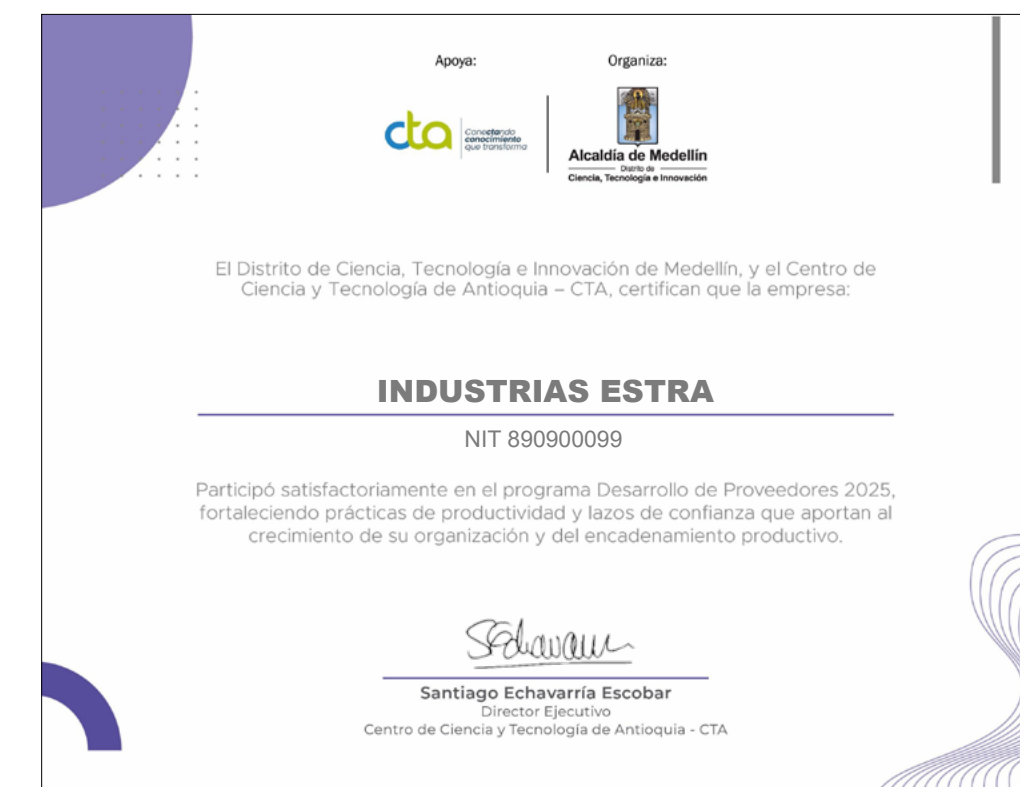 Apoya:
Organiza:
cta
Conectando
conocimiento
que transforma
Alcaldía de Medellín
Distrito de
Ciencia, Tecnología e Innovación
El Distrito de Ciencia, Tecnología e Innovación de Medellín, y el Centro de
Ciencia y Tecnología de Antioquia – CTA, certifican que la empresa:
INDUSTRIAS ESTRA
NIT 890900099
Participó satisfactoriamente en el programa Desarrollo de Proveedores 2025,
fortaleciendo prácticas de productividad y lazos de confianza que aportan al
crecimiento de su organización y del encadenamiento productivo.
Santiago Echavarría Escobar
Director Ejecutivo
Centro de Ciencia y Tecnología de Antioquia - CTA